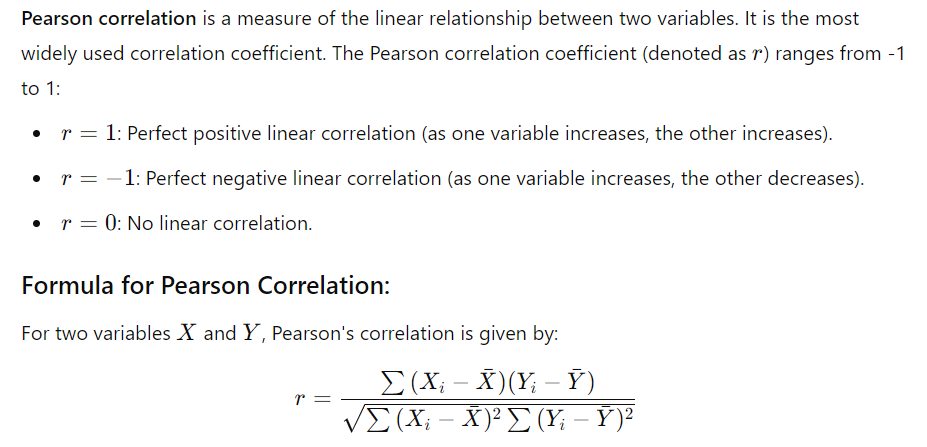 Pearson correlation is a measure of the linear relationship between two variables. It is the most
widely used correlation coefficient. The Pearson correlation coefficient (denoted as r) ranges from -1
to 1:
• r = 1: Perfect positive linear correlation (as one variable increases, the other increases).
• r = −1: Perfect negative linear correlation (as one variable increases, the other decreases).
• r = 0: No linear correlation.
Formula for Pearson Correlation:
For two variables X and Y, Pearson's correlation is given by:
r = ∑(Xᵢ − X̄)(Yᵢ − Ȳ) / √∑(Xᵢ − X̄)² ∑(Yᵢ − Ȳ)²